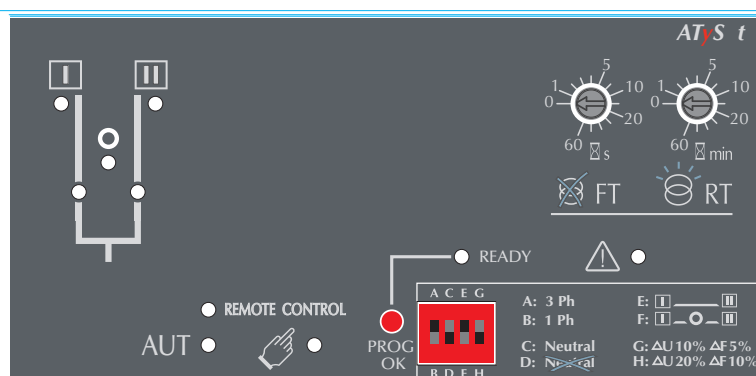 ATyS t
I II
5 5
1 10 1 10
0 20 0 20
60 s 60 min
FT RT
READY
A C E G
REMOTE CONTROL
AUT
PROG
OK
B D F H
A: 3 Ph
B: 1 Ph
C: Neutral
D: Neutral
E: I II
F: I O II
G: ΔU10% ΔF5%
H: ΔU20% ΔF10%